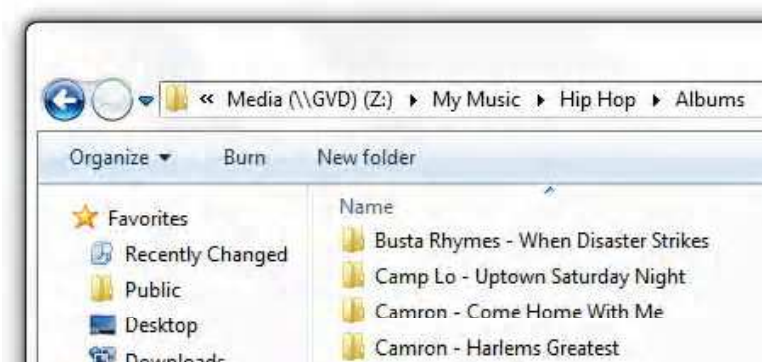 « Media (\\GVD) (Z:) ▸ My Music ▸ Hip Hop ▸ Albums
Organize ▾ Burn New folder
Name
Favorites
Recently Changed
Public
Desktop
Downloads
Busta Rhymes - When Disaster Strikes
Camp Lo - Uptown Saturday Night
Camron - Come Home With Me
Camron - Harlems Greatest